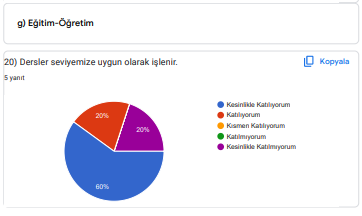 g) Eğitim-Öğretim
20) Dersler seviyemize uygun olarak işlenir.
Kopyala
5 yanıt
20%
20%
60%
Kesinlikle Katılıyorum
Katılıyorum
Kısmen Katılıyorum
Katılmıyorum
Kesinlikle Katılmıyorum